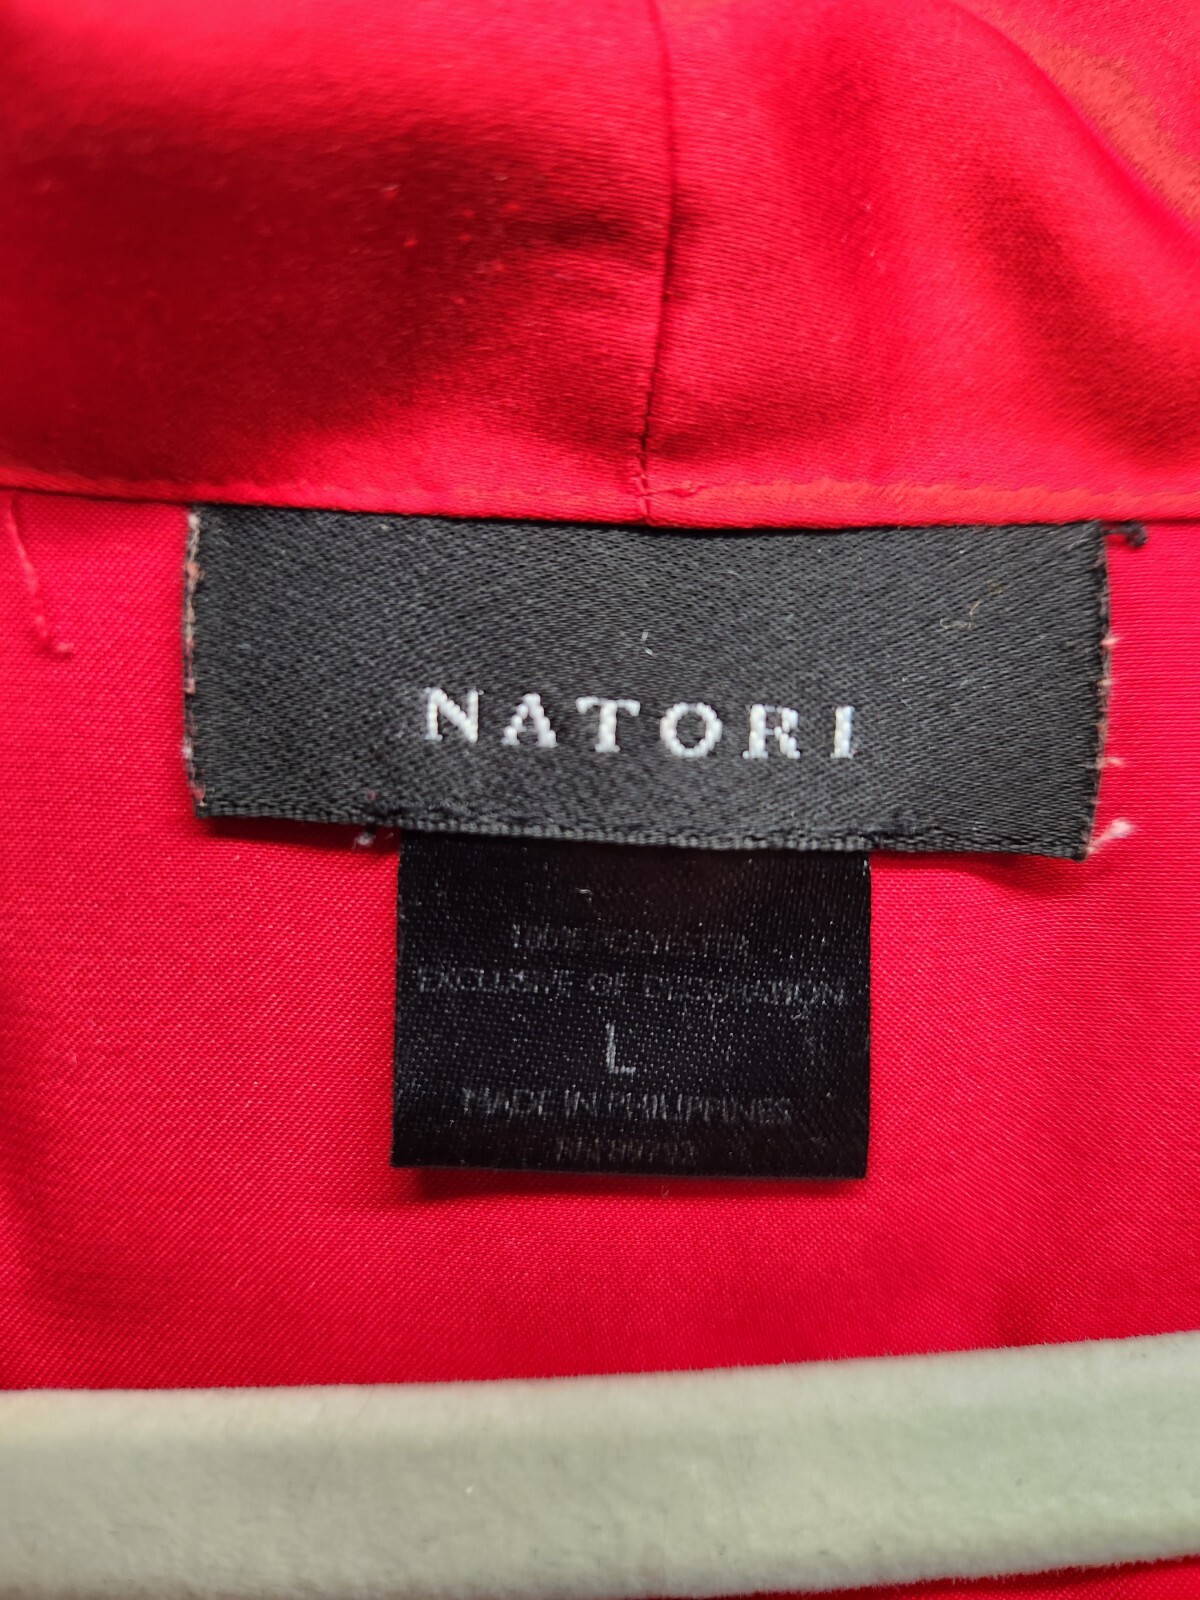 NATORI
100% POLYESTER
EXCLUSIVE OF DECORATION
L
MADE IN PHILIPPINES